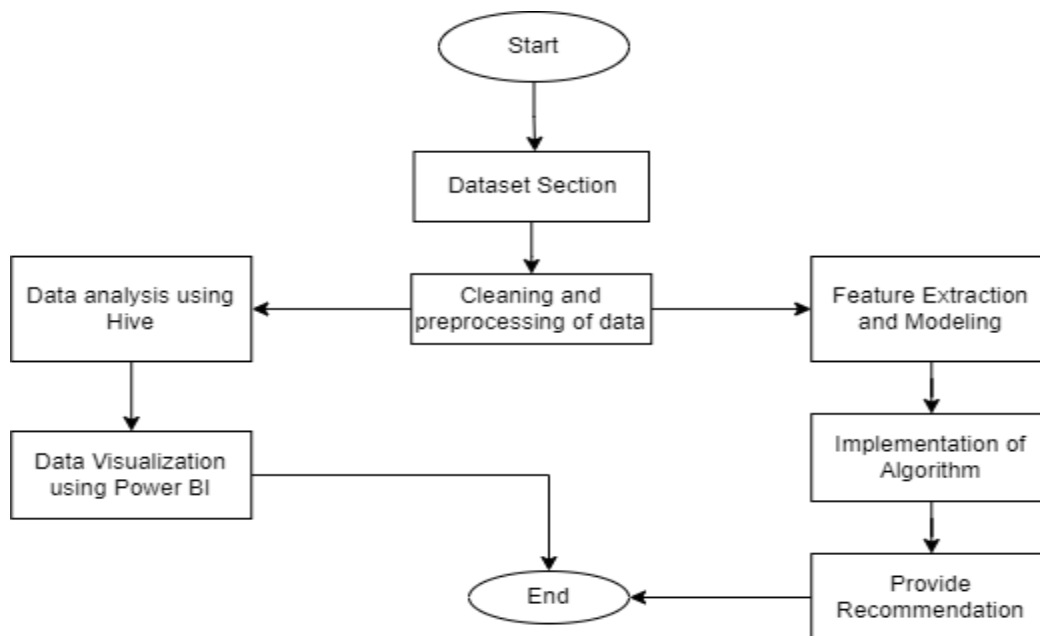 Start
Dataset Section
Cleaning and
preprocessing of data
Data analysis using
Hive
Data Visualization
using Power BI
Feature Extraction
and Modeling
Implementation of
Algorithm
Provide
Recommendation
End